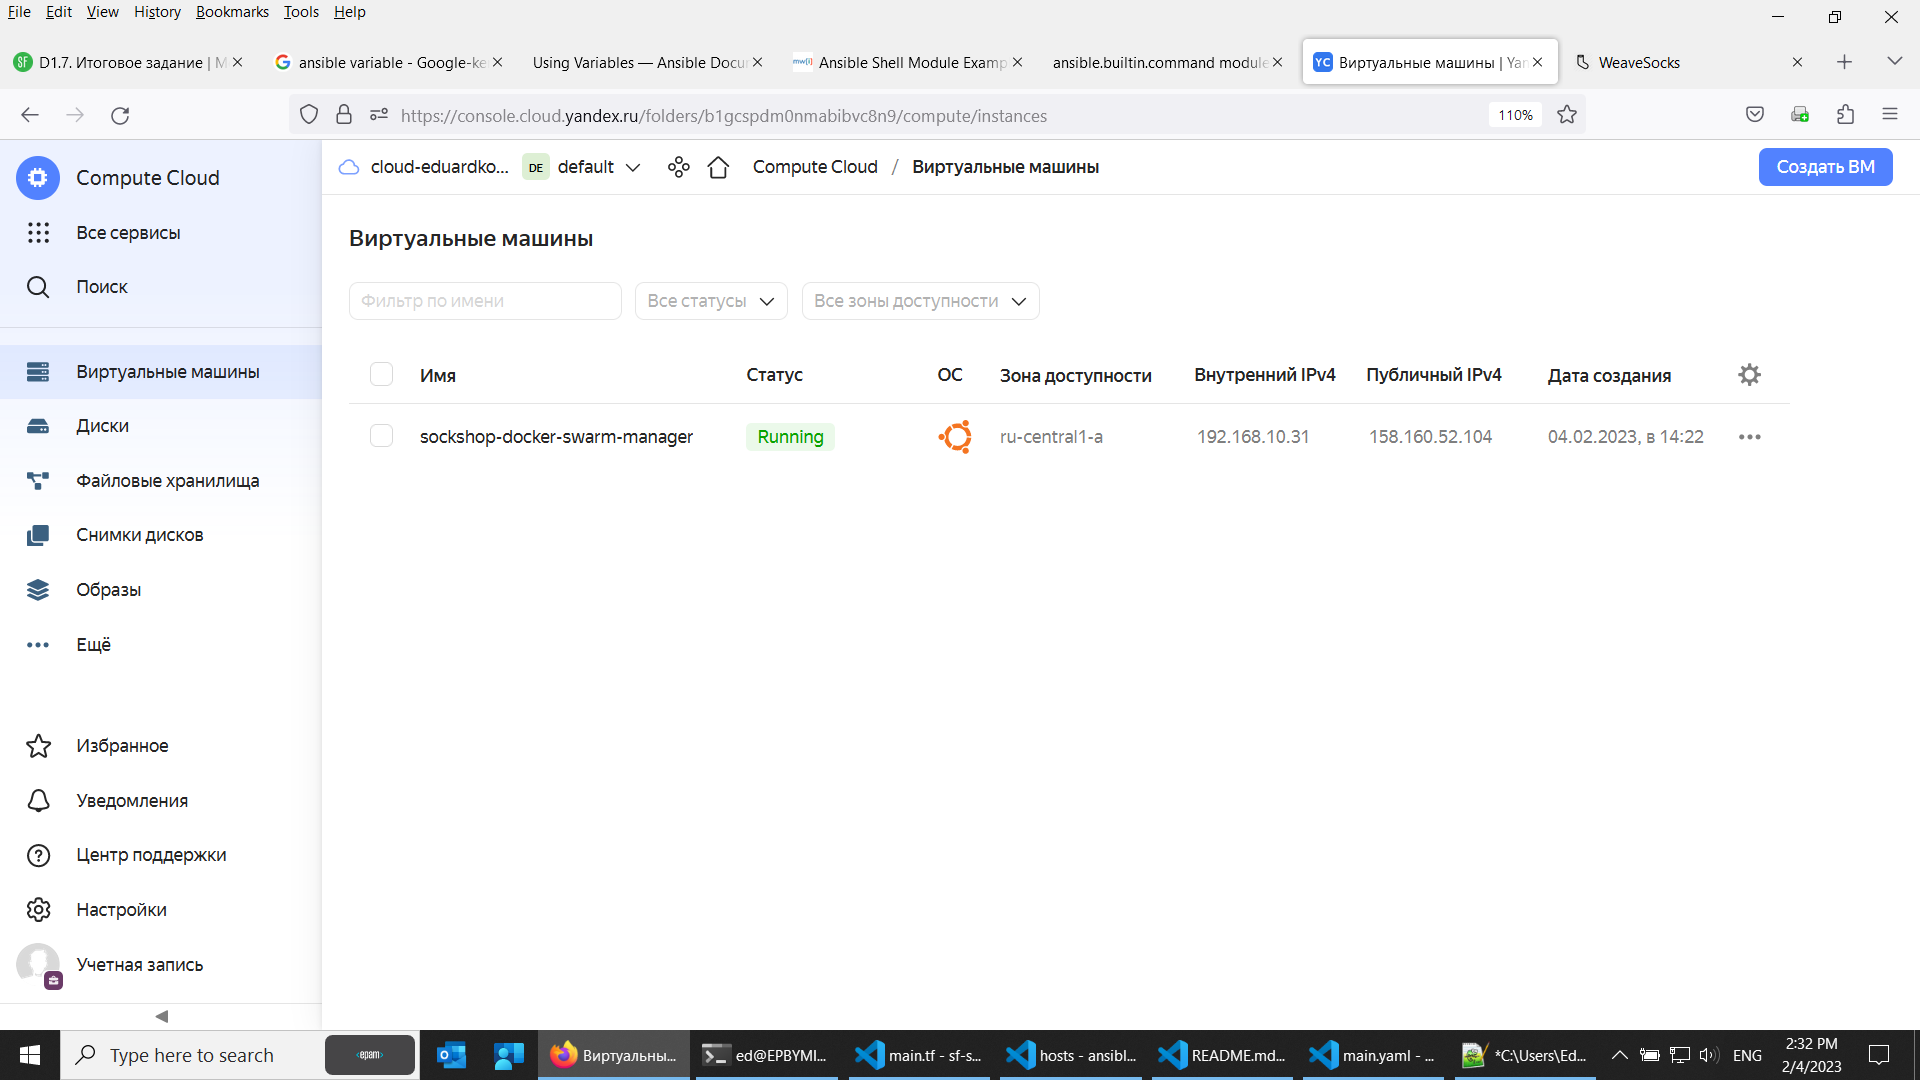 File Edit View History Bookmarks Tools Help
D1.7. Итоговое задание | M
ansible variable - Google-ke
Using Variables — Ansible Docu
Ansible Shell Module Examp
ansible.builtin.command module
YC Виртуальные машины | Yan
WeaveSocks
https://console.cloud.yandex.ru/folders/b1gcspdm0nmabibvc8n9/compute/instances
110%
Compute Cloud
Все сервисы
Поиск
Виртуальные машины
Диски
Файловые хранилища
Снимки дисков
Образы
Ещё
Избранное
Уведомления
Центр поддержки
Настройки
Учетная запись
cloud-eduardko... DE default Compute Cloud / Виртуальные машины
Создать ВМ
Виртуальные машины
Фильтр по имени Все статусы Все зоны доступности
Имя Статус ОС Зона доступности Внутренний IPv4 Публичный IPv4 Дата создания
sockshop-docker-swarm-manager Running ru-central1-a 192.168.10.31 158.160.52.104 04.02.2023, в 14:22
Type here to search
<epam>
Виртуальны...
ed@EPBYMI...
main.tf - sf-s...
hosts - ansibl...
README.md...
main.yaml - ...
*C:\Users\Ed...
ENG
2:32 PM
2/4/2023